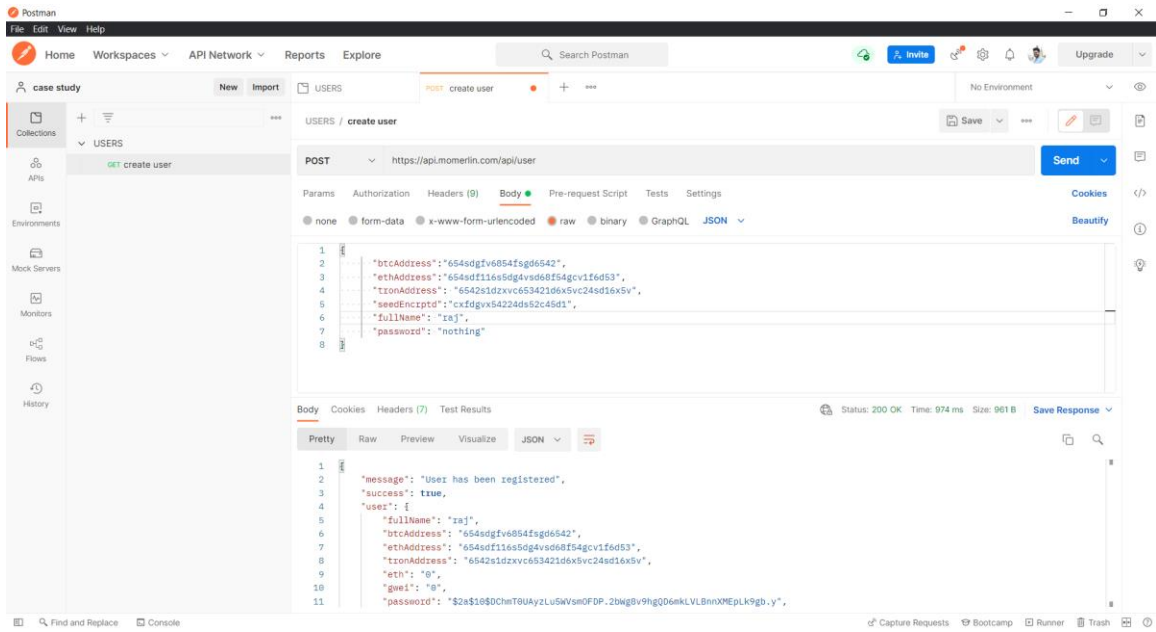 Postman
File Edit View Help
Home Workspaces API Network Reports Explore Search Postman Invite Upgrade
case study New Import USERS POST create user No Environment
Collections
APIs
Environments
Mock Servers
Monitors
Flows
History
USERS
GET create user
USERS / create user Save
POST https://api.momerlin.com/api/user Send
Params Authorization Headers (9) Body Pre-request Script Tests Settings Cookies
none form-data x-www-form-urlencoded raw binary GraphQL JSON Beautify
1 {
2 "btcAddress":"654sdgfv6854fsgd6542",
3 "ethAddress":"654sdf116s5dg4vsd68f54gcv1f6d53",
4 "tronAddress": "6542s1dzxvc653421d6x5vc24sd16x5v",
5 "seedEncrptd":"cxfdgvx54224ds52c45d1",
6 "fullName": "raj",
7 "password": "nothing"
8 }
Body Cookies Headers (7) Test Results Status: 200 OK Time: 974 ms Size: 961 B Save Response
Pretty Raw Preview Visualize JSON
1 {
2 "message": "User has been registered",
3 "success": true,
4 "user": {
5 "fullName": "raj",
6 "btcAddress": "654sdgfv6854fsgd6542",
7 "ethAddress": "654sdf116s5dg4vsd68f54gcv1f6d53",
8 "tronAddress": "6542s1dzxvc653421d6x5vc24sd16x5v",
9 "eth": "0",
10 "gwei": "0",
11 "password": "$2a$10$DChmT0UAyzLu5WVsmOFDP.2bWg8v9hgQD6mkLVLBnnXMEpLk9gb.y",
Find and Replace Console Capture Requests Bootcamp Runner Trash